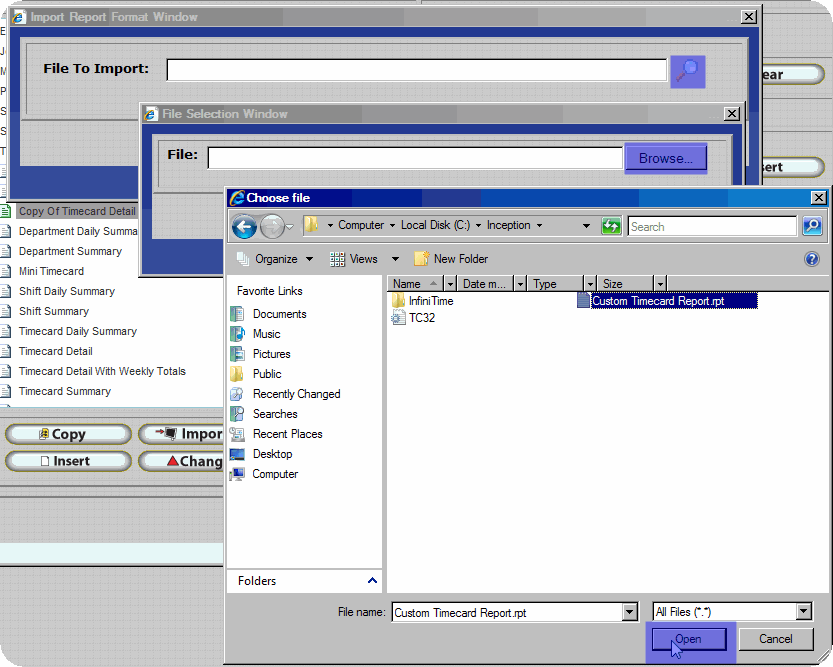 Import Report Format Window
File To Import:
ear
File Selection Window
File:
Browse...
sert
Choose file
Computer
Local Disk (C:)
Inception
Search
Organize
Views
New Folder
Favorite Links
Documents
Music
Pictures
Public
Recently Changed
Searches
Recent Places
Desktop
Computer
Folders
Name
Date m...
Type
Size
InfiniTime
Custom Timecard Report.rpt
TC32
File name:
Custom Timecard Report.rpt
All Files (*.*)
Open
Cancel
Copy Of Timecard Detail
Department Daily Summa
Department Summary
Mini Timecard
Shift Daily Summary
Shift Summary
Timecard Daily Summary
Timecard Detail
Timecard Detail With Weekly Totals
Timecard Summary
Copy
Impor
Insert
Chang